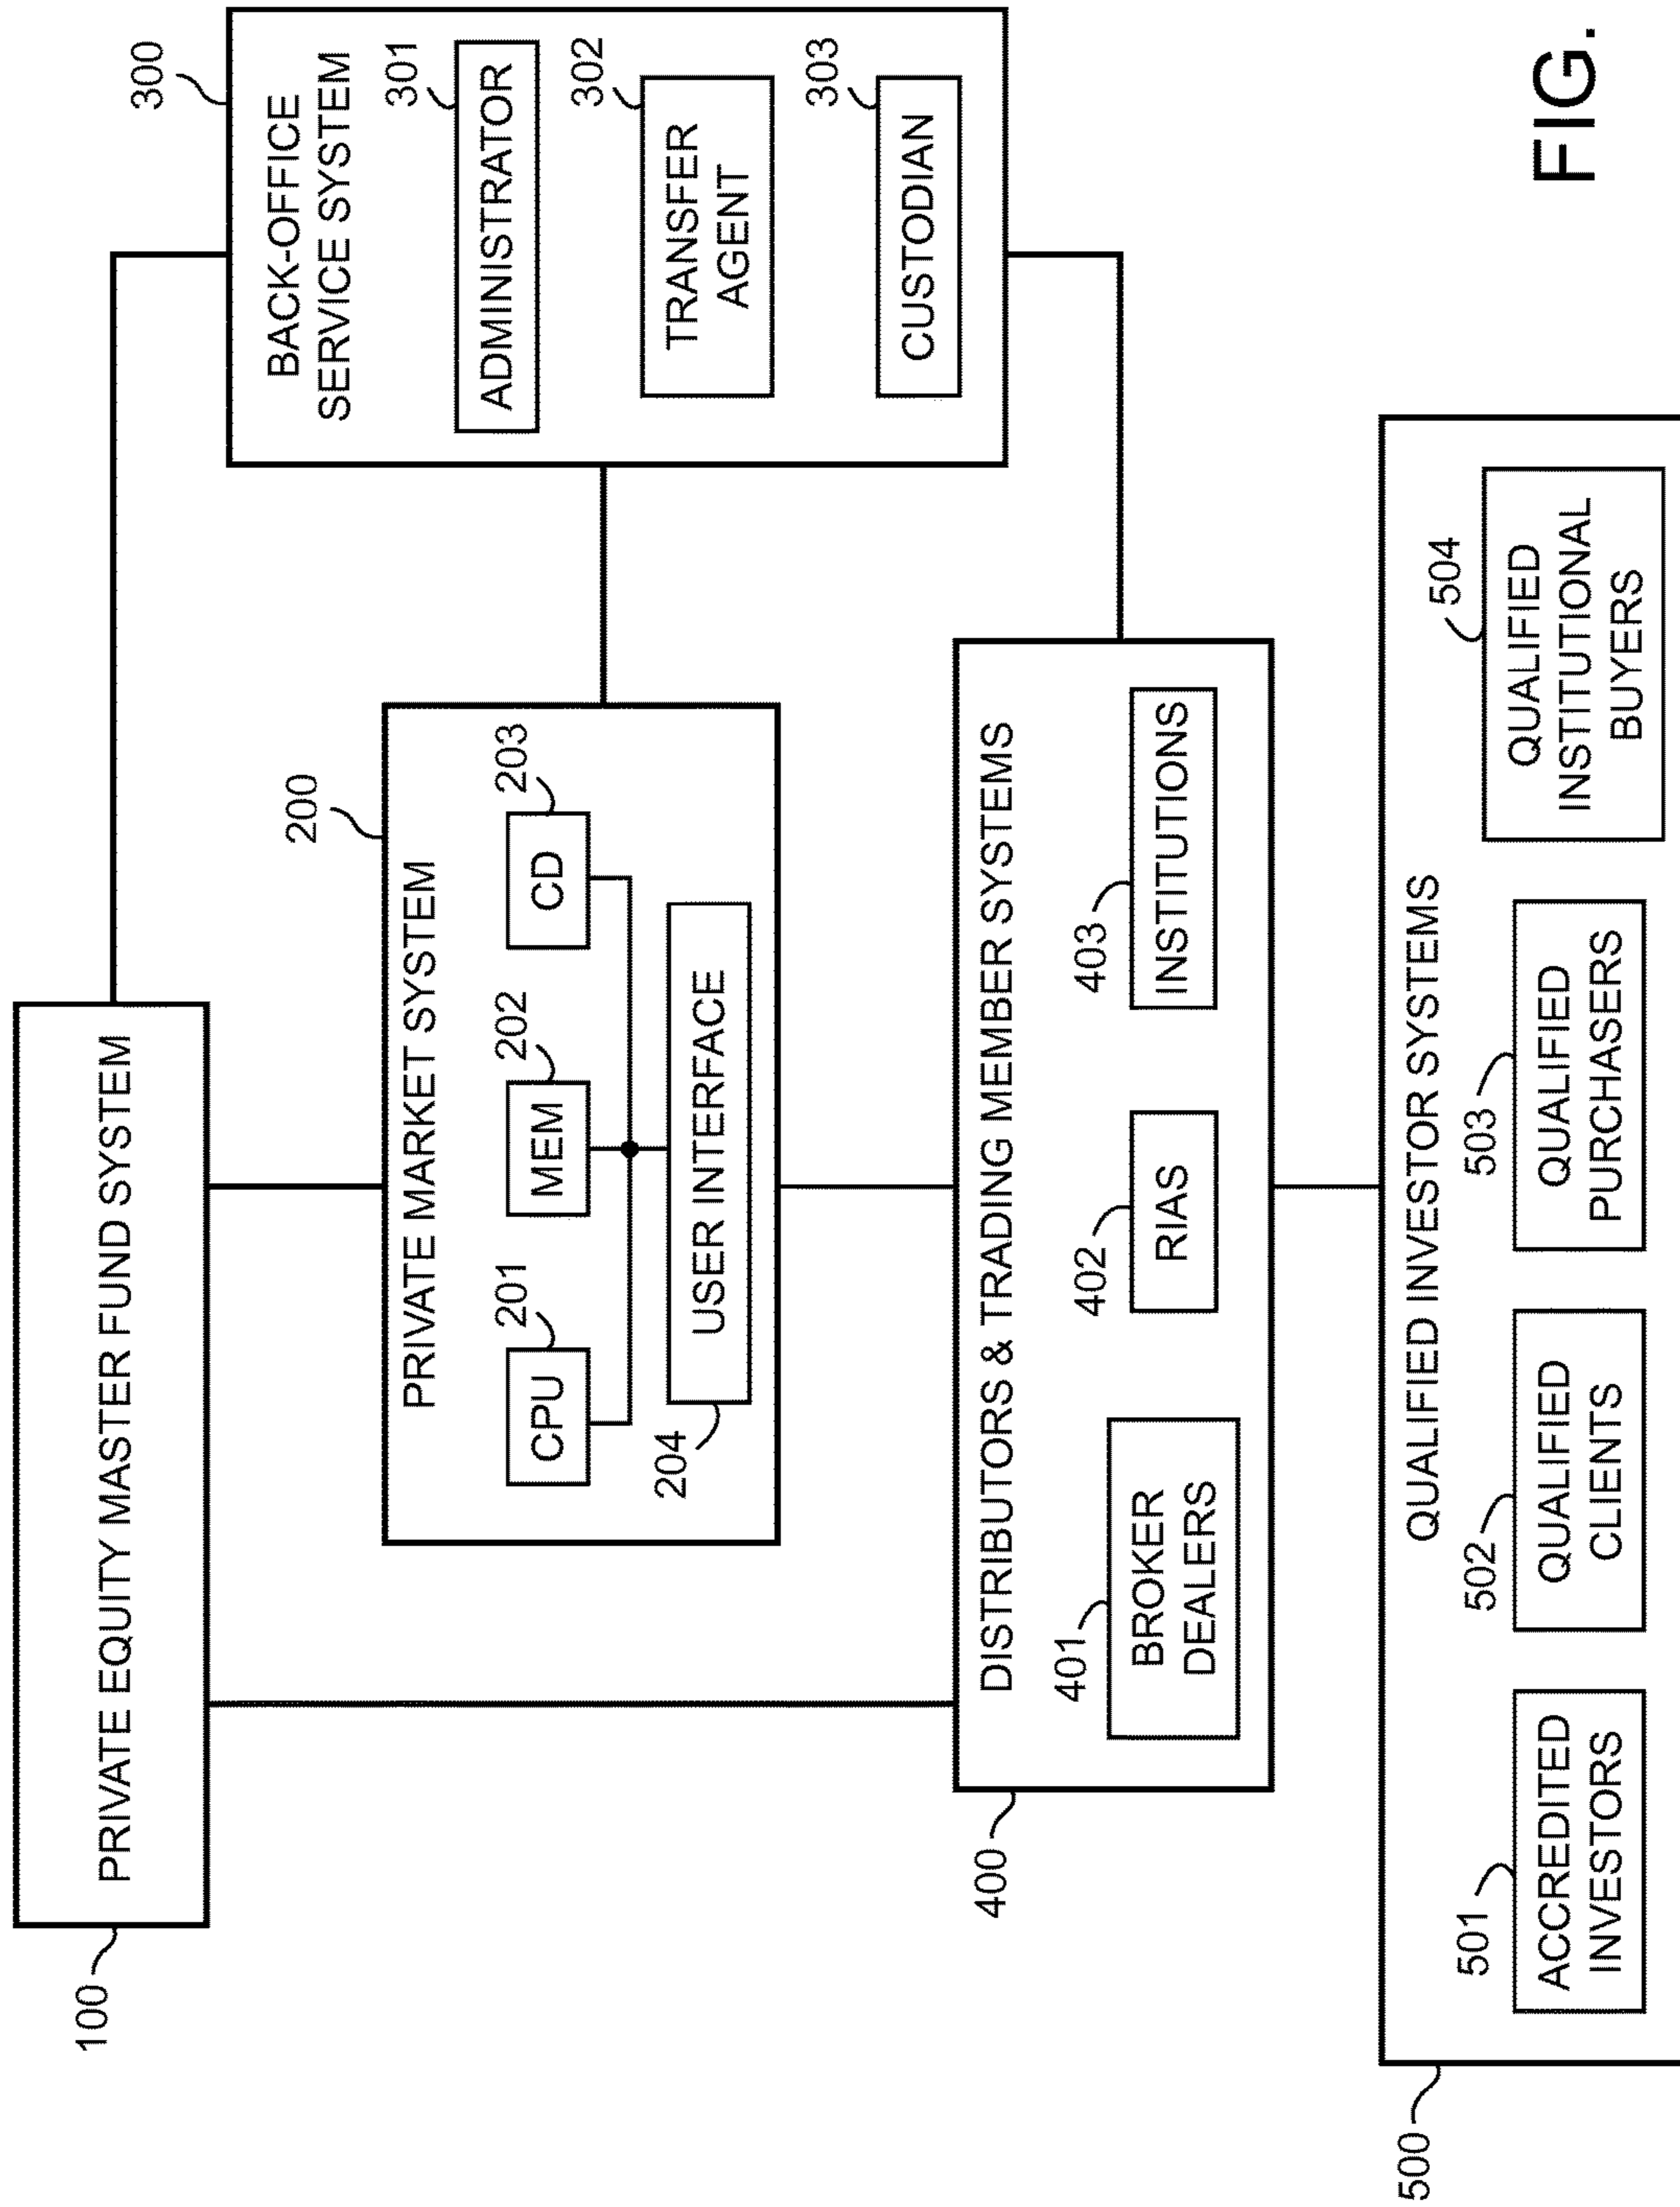 100
PRIVATE EQUITY MASTER FUND SYSTEM
200
PRIVATE MARKET SYSTEM
201
202
203
CPU
MEM
CD
204
USER INTERFACE
300
BACK-OFFICE
SERVICE SYSTEM
301
ADMINISTRATOR
302
TRANSFER
AGENT
303
CUSTODIAN
400
DISTRIBUTORS & TRADING MEMBER SYSTEMS
401
BROKER
DEALERS
402
RIAS
403
INSTITUTIONS
500
QUALIFIED INVESTOR SYSTEMS
501
ACCREDITED
INVESTORS
502
QUALIFIED
CLIENTS
503
QUALIFIED
PURCHASERS
504
QUALIFIED
INSTITUTIONAL
BUYERS
FIG.